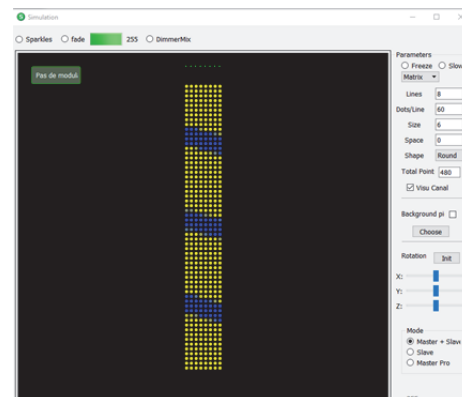 Simulation
Sparkles fade 255 DimmerMix
Pas de modul
Parameters
Freeze Slow
Matrix
Lines 8
Dots/Line 60
Size 6
Space 0
Shape Round
Total Point 480
Visu Canal
Background pi
Choose
Rotation Init
X:
Y:
Z:
Mode
Master + Slave
Slave
Master Pro